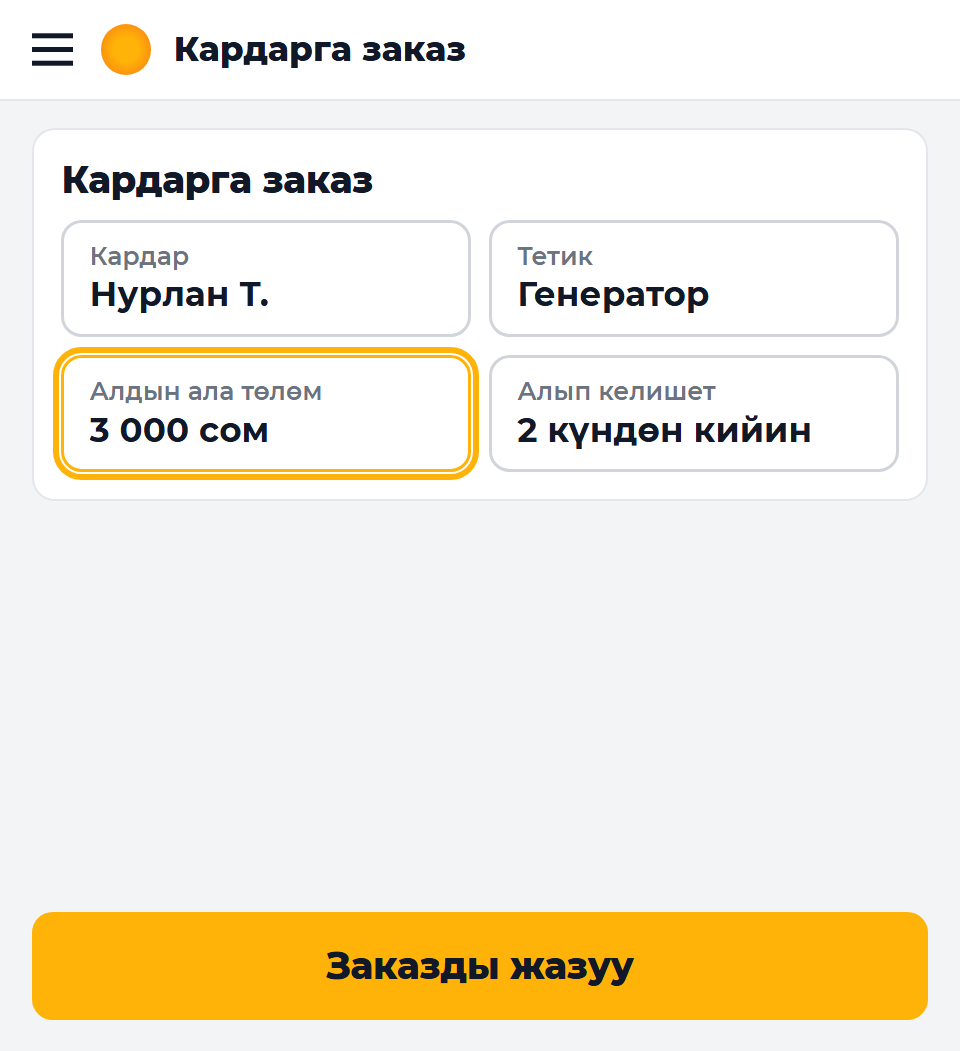 Кардарга заказ
Кардарга заказ
Кардар
Нурлан Т.
Тетик
Генератор
Алдын ала төлөм
3 000 сом
Алып келишет
2 күндөн кийин
Заказды жазуу